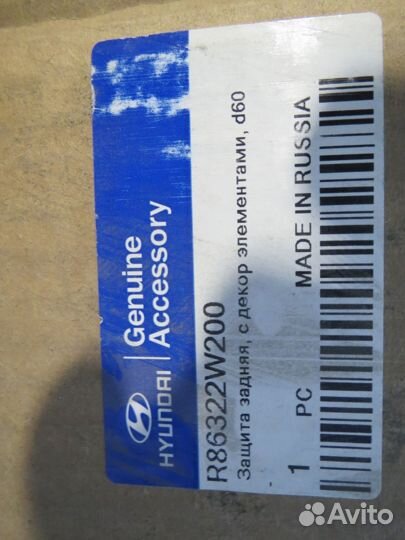 HYUNDAI
Genuine
Accessory
R86322W200
Защита задняя, с декор элементами, d60
1 PC MADE IN RUSSIA
Avito